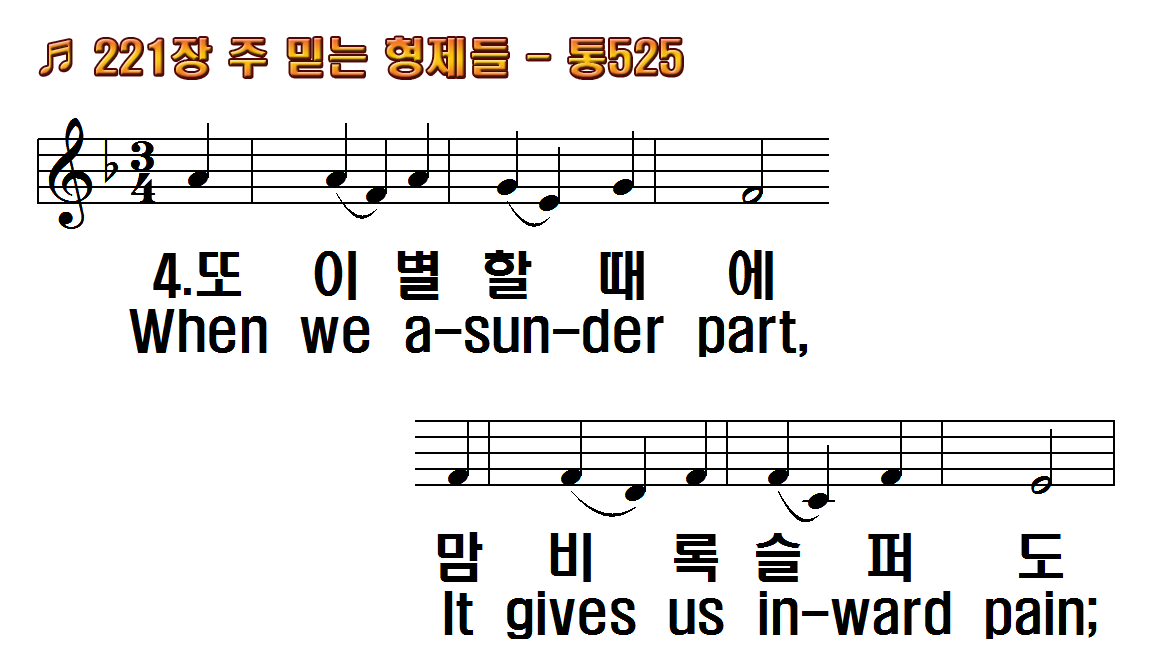 ♬ 221장 주 믿는 형제들 - 통525
4.또 이 별 할 때 에
When we a-sun-der part,
맘 비 록 슬 퍼 도
It gives us in-ward pain;